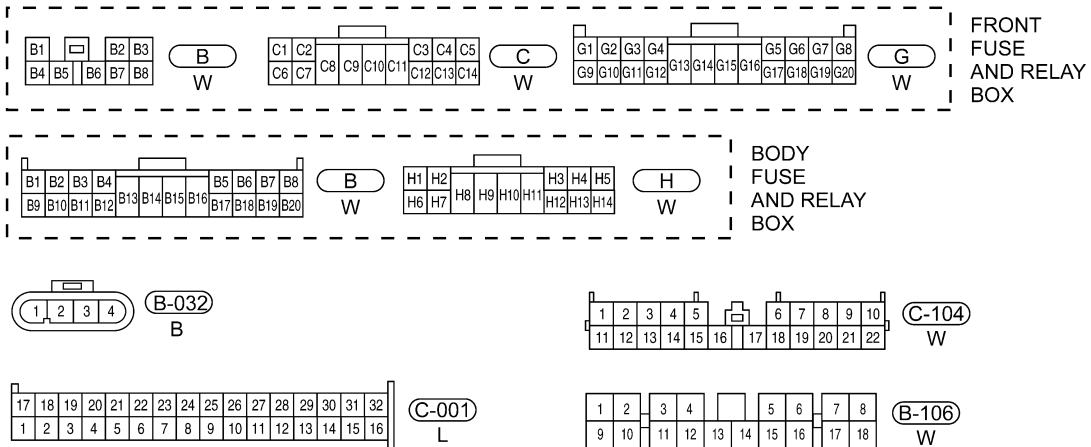 B1 B2 B3
B4 B5 B6 B7 B8
B
W
C1 C2 C3 C4 C5
C6 C7 C8 C9 C10 C11 C12 C13 C14
C
W
G1 G2 G3 G4 G5 G6 G7 G8
G9 G10 G11 G12 G13 G14 G15 G16 G17 G18 G19 G20
G
W
FRONT
FUSE
AND RELAY
BOX
B1 B2 B3 B4 B5 B6 B7 B8
B9 B10 B11 B12 B13 B14 B15 B16 B17 B18 B19 B20
B
W
H1 H2 H3 H4 H5
H6 H7 H8 H9 H10 H11 H12 H13 H14
H
W
BODY
FUSE
AND RELAY
BOX
1 2 3 4
B-032
B
1 2 3 4 5 6 7 8 9 10
11 12 13 14 15 16 17 18 19 20 21 22
C-104
W
17 18 19 20 21 22 23 24 25 26 27 28 29 30 31 32
1 2 3 4 5 6 7 8 9 10 11 12 13 14 15 16
C-001
L
1 2 3 4 5 6 7 8
9 10 11 12 13 14 15 16 17 18
B-106
W